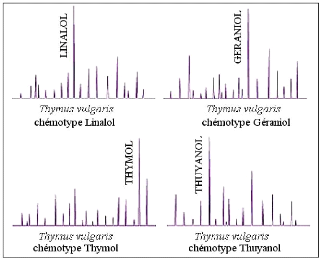 LINALOL
Thymus vulgaris
chémotype Linalol
GERANIOL
Thymus vulgaris
chémotype Géraniol
THYMOL
Thymus vulgaris
chémotype Thymol
THUYANOL
Thymus vulgaris
chémotype Thuyanol